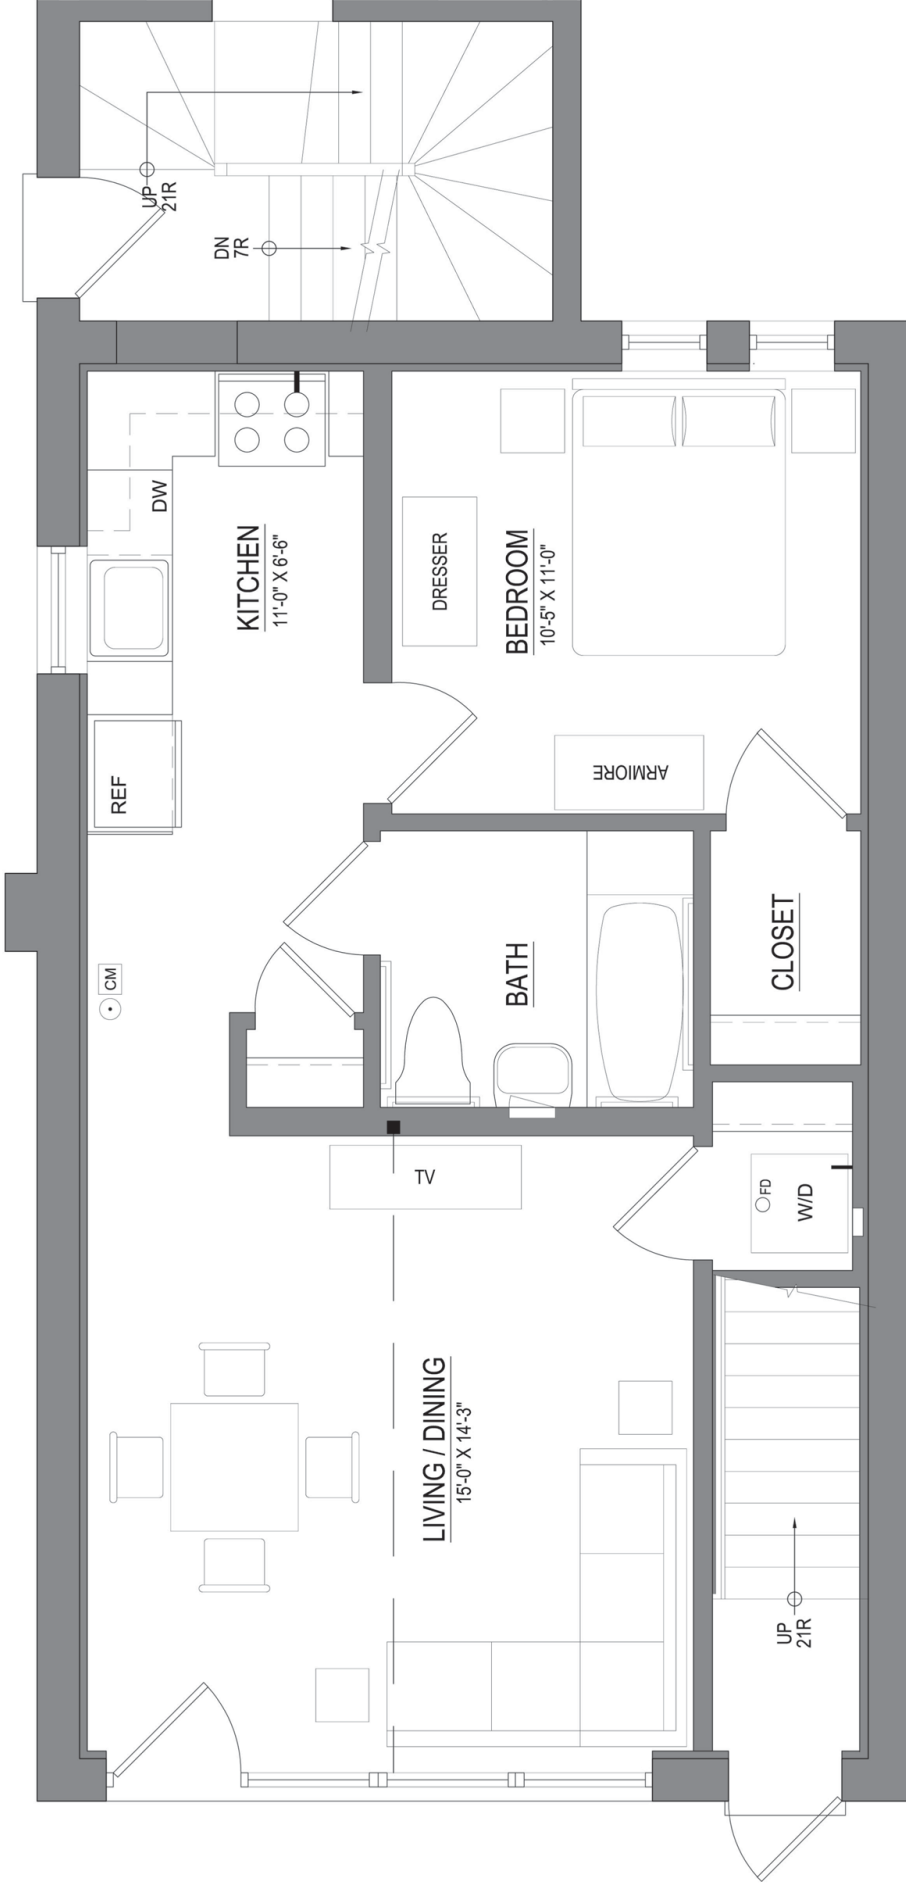 UP
21R
DN
7R
DW
KITCHEN
11'-0" X 6'-6"
DRESSER
BEDROOM
10'-5" X 11'-0"
REF
ARMIORE
CM
BATH
CLOSET
TV
FD
W/D
LIVING / DINING
15'-0" X 14'-3"
UP
21R